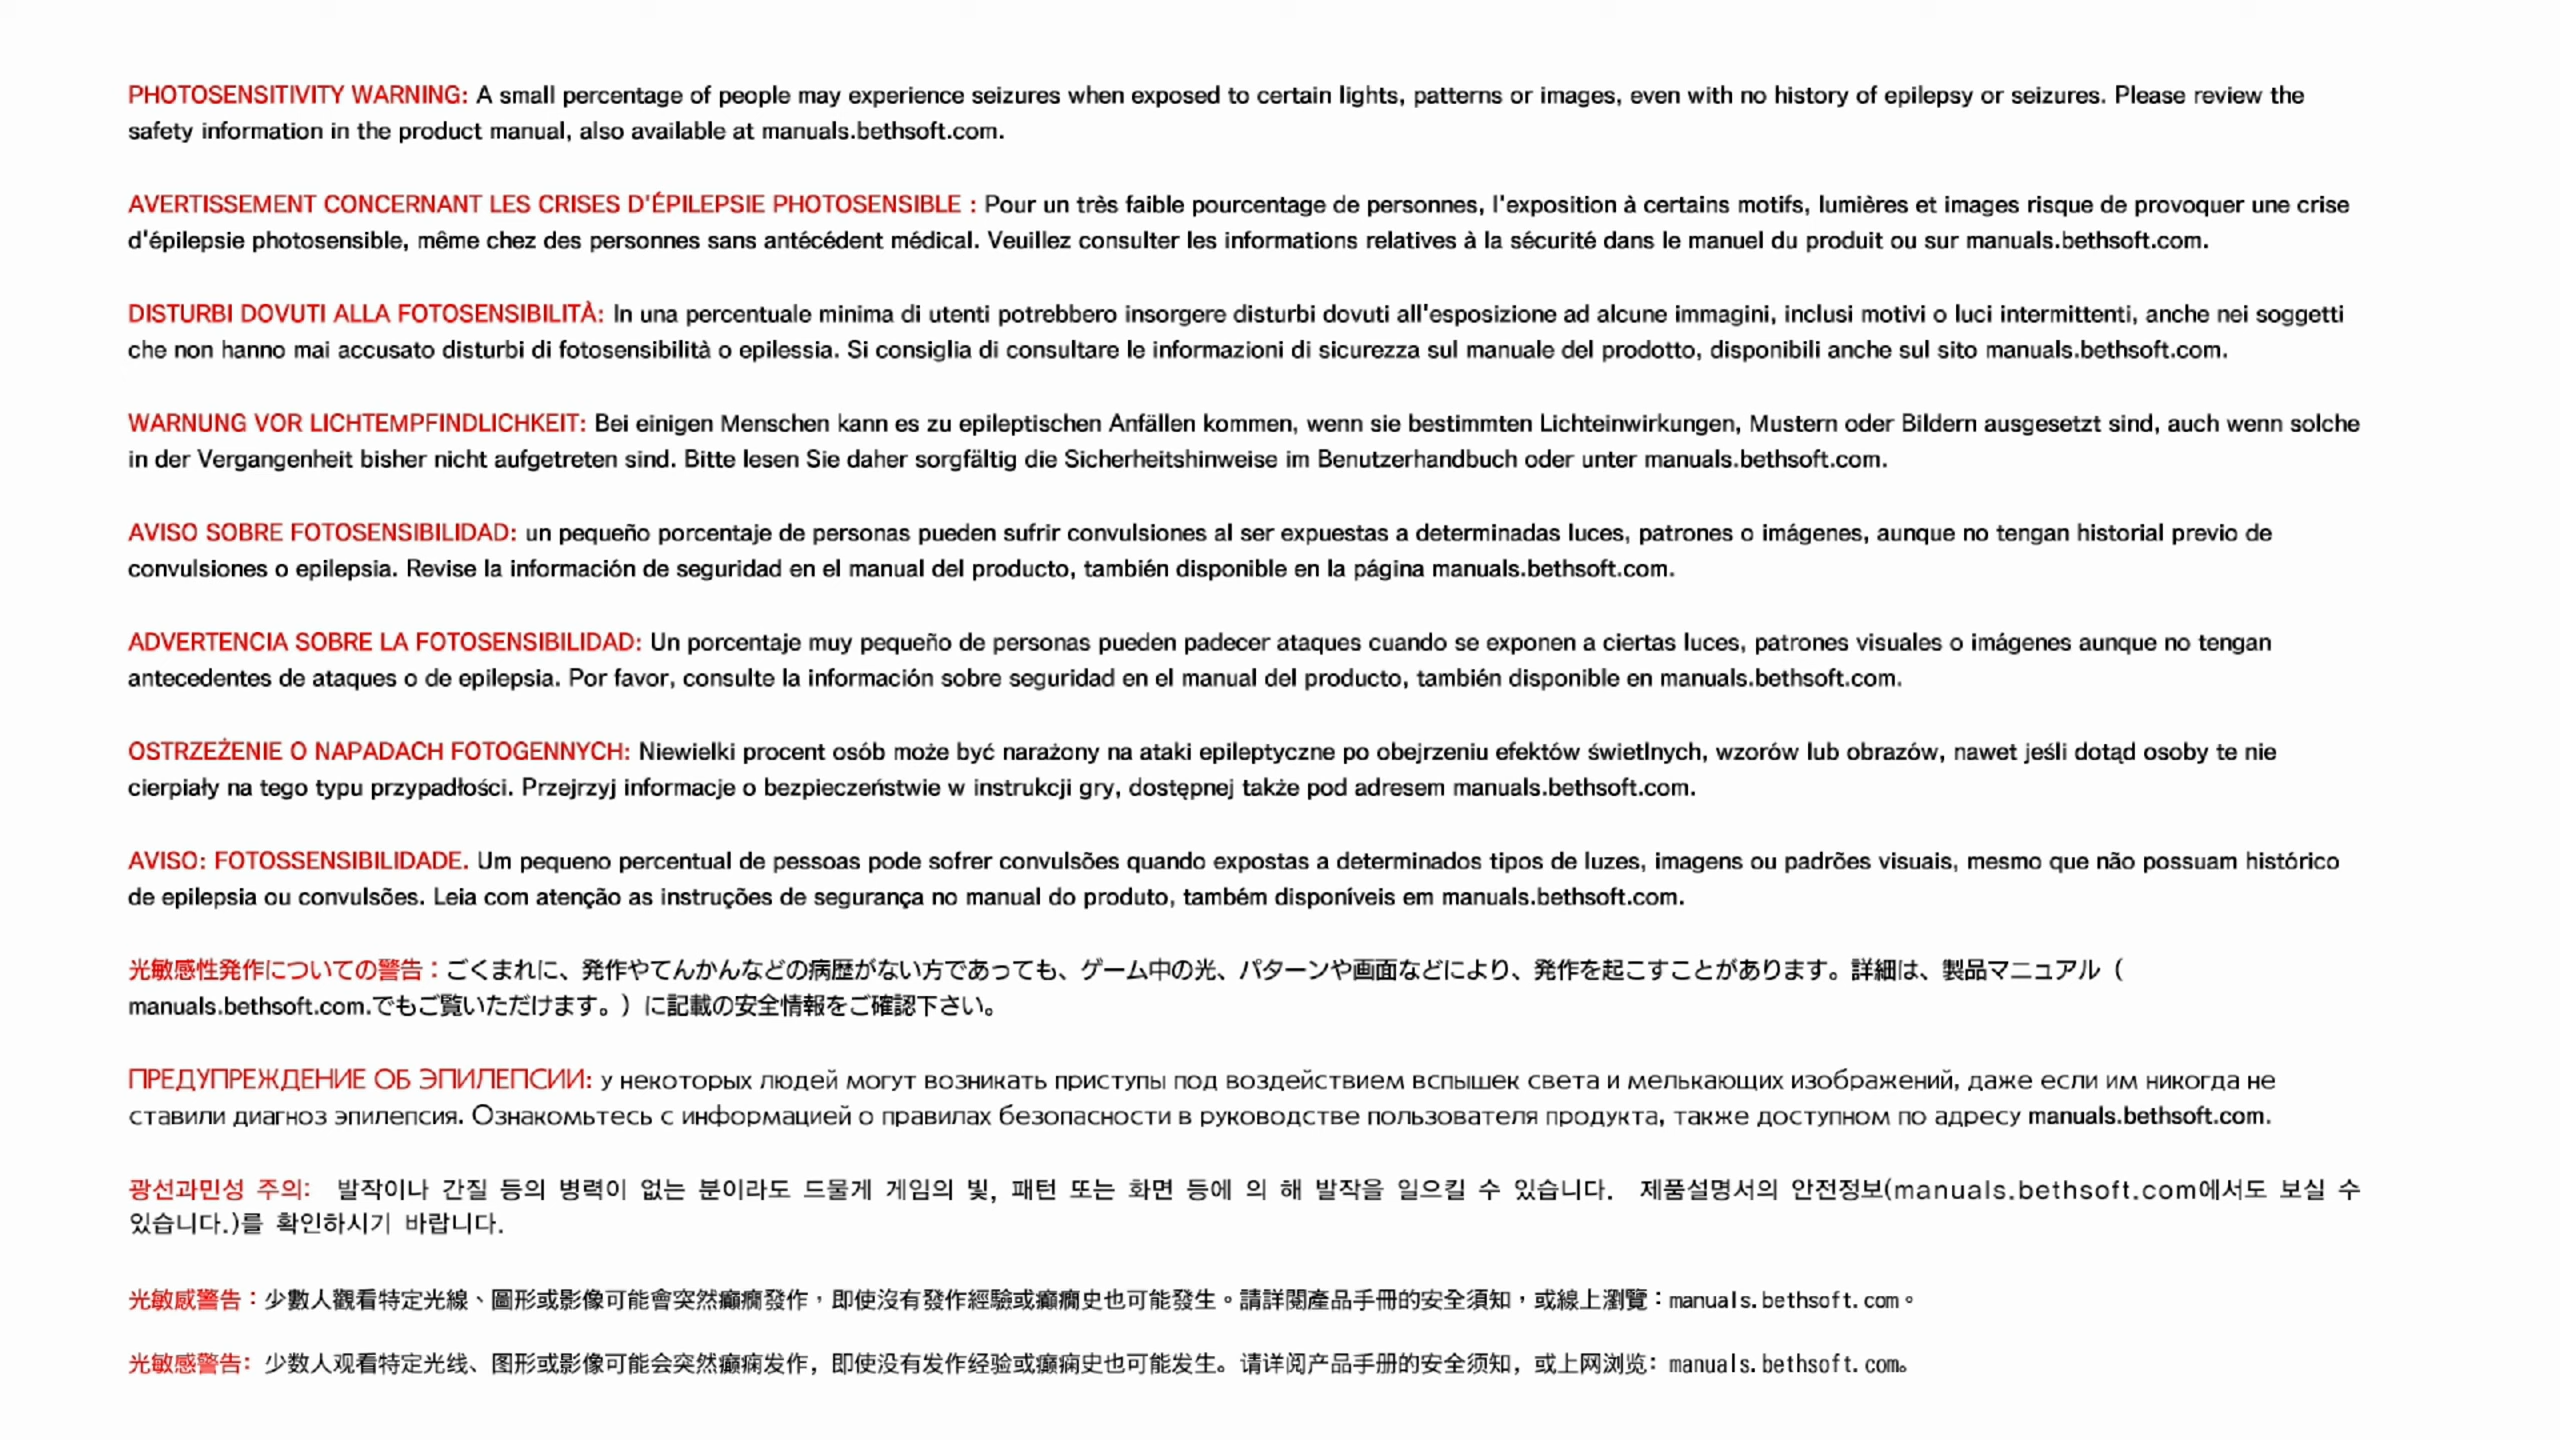 PHOTOSENSITIVITY WARNING: A small percentage of people may experience seizures when exposed to certain lights, patterns or images, even with no history of epilepsy or seizures. Please review the
safety information in the product manual, also available at manuals.bethsoft.com.
AVERTISSEMENT CONCERNANT LES CRISES D'ÉPILEPSIE PHOTOSENSIBLE : Pour un très faible pourcentage de personnes, l'exposition à certains motifs, lumières et images risque de provoquer une crise
d'épilepsie photosensible, même chez des personnes sans antécédent médical. Veuillez consulter les informations relatives à la sécurité dans le manuel du produit ou sur manuals.bethsoft.com.
DISTURBI DOVUTI ALLA FOTOSENSIBILITÀ: In una percentuale minima di utenti potrebbero insorgere disturbi dovuti all'esposizione ad alcune immagini, inclusi motivi o luci intermittenti, anche nei soggetti
che non hanno mai accusato disturbi di fotosensibilità o epilessia. Si consiglia di consultare le informazioni di sicurezza sul manuale del prodotto, disponibili anche sul sito manuals.bethsoft.com.
WARNUNG VOR LICHTEMPFINDLICHKEIT: Bei einigen Menschen kann es zu epileptischen Anfällen kommen, wenn sie bestimmten Lichteinwirkungen, Mustern oder Bildern ausgesetzt sind, auch wenn solche
in der Vergangenheit bisher nicht aufgetreten sind. Bitte lesen Sie daher sorgfältig die Sicherheitshinweise im Benutzerhandbuch oder unter manuals.bethsoft.com.
AVISO SOBRE FOTOSENSIBILIDAD: un pequeño porcentaje de personas pueden sufrir convulsiones al ser expuestas a determinadas luces, patrones o imágenes, aunque no tengan historial previo de
convulsiones o epilepsia. Revise la información de seguridad en el manual del producto, también disponible en la página manuals.bethsoft.com.
ADVERTENCIA SOBRE LA FOTOSENSIBILIDAD: Un porcentaje muy pequeño de personas pueden padecer ataques cuando se exponen a ciertas luces, patrones visuales o imágenes aunque no tengan
antecedentes de ataques o de epilepsia. Por favor, consulte la información sobre seguridad en el manual del producto, también disponible en manuals.bethsoft.com.
OSTRZEŻENIE O NAPADACH FOTOGENNYCH: Niewielki procent osób może być narażony na ataki epileptyczne po obejrzeniu efektów świetlnych, wzorów lub obrazów, nawet jeśli dotąd osoby te nie
cierpiały na tego typu przypadłości. Przejrzyj informacje o bezpieczeństwie w instrukcji gry, dostępnej także pod adresem manuals.bethsoft.com.
AVISO: FOTOSSENSIBILIDADE. Um pequeno percentual de pessoas pode sofrer convulsões quando expostas a determinados tipos de luzes, imagens ou padrões visuais, mesmo que não possuam histórico
de epilepsia ou convulsões. Leia com atenção as instruções de segurança no manual do produto, também disponíveis em manuals.bethsoft.com.
光敏感性発作についての警告：ごくまれに、発作やてんかんなどの病歴がない方であっても、ゲーム中の光、パターンや画面などにより、発作を起こすことがあります。詳細は、製品マニュアル（
manuals.bethsoft.com.でもご覧いただけます。）に記載の安全情報をご確認下さい。
ПРЕДУПРЕЖДЕНИЕ ОБ ЭПИЛЕПСИИ: у некоторых людей могут возникать приступы под воздействием вспышек света и мелькающих изображений, даже если им никогда не
ставили диагноз эпилепсия. Ознакомьтесь с информацией о правилах безопасности в руководстве пользователя продукта, также доступном по адресу manuals.bethsoft.com.
광선과민성 주의: 발작이나 간질 등의 병력이 없는 분이라도 드물게 게임의 빛, 패턴 또는 화면 등에 의 해 발작을 일으킬 수 있습니다. 제품설명서의 안전정보(manuals.bethsoft.com에서도 보실 수
있습니다.)를 확인하시기 바랍니다.
光敏感警告：少數人觀看特定光線、圖形或影像可能會突然癲癇發作，即使沒有發作經驗或癲癇史也可能發生。請詳閱產品手冊的安全須知，或線上瀏覽：manuals.bethsoft.com。
光敏感警告：少数人观看特定光线、图形或影像可能会突然癫痫发作，即使没有发作经验或癫痫史也可能发生。请详阅产品手册的安全须知，或上网浏览：manuals.bethsoft.com。